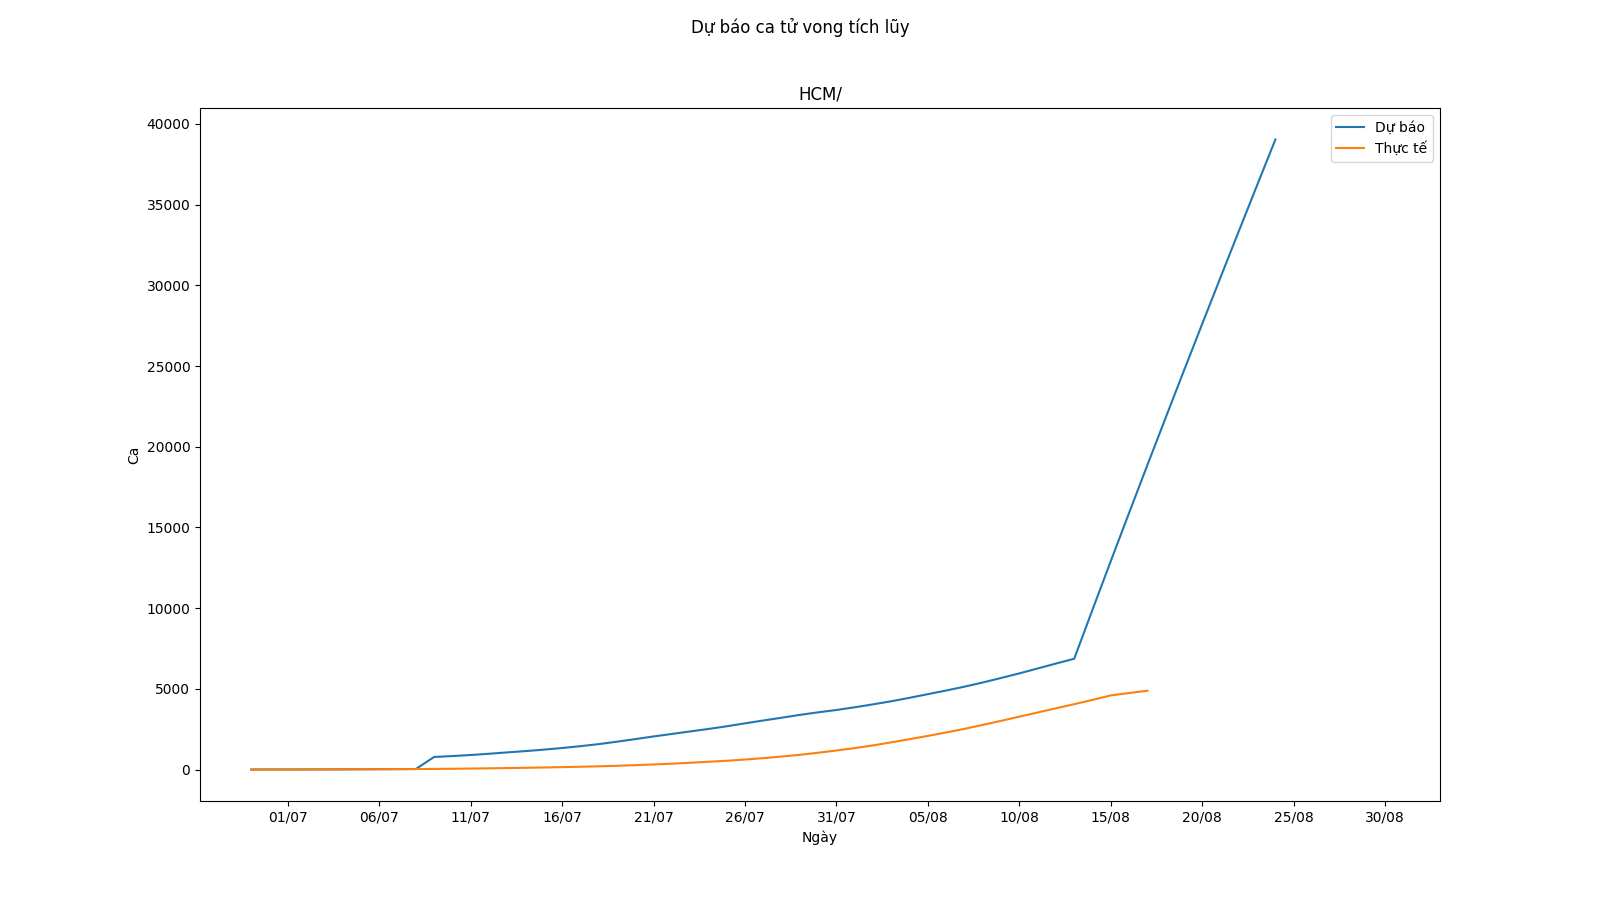 Dự báo ca tử vong tích lũy
HCM/
Dự báo
Thực tế
40000
35000
30000
25000
20000
15000
10000
5000
0
Ca
01/07 06/07 11/07 16/07 21/07 26/07 31/07 05/08 10/08 15/08 20/08 25/08 30/08
Ngày